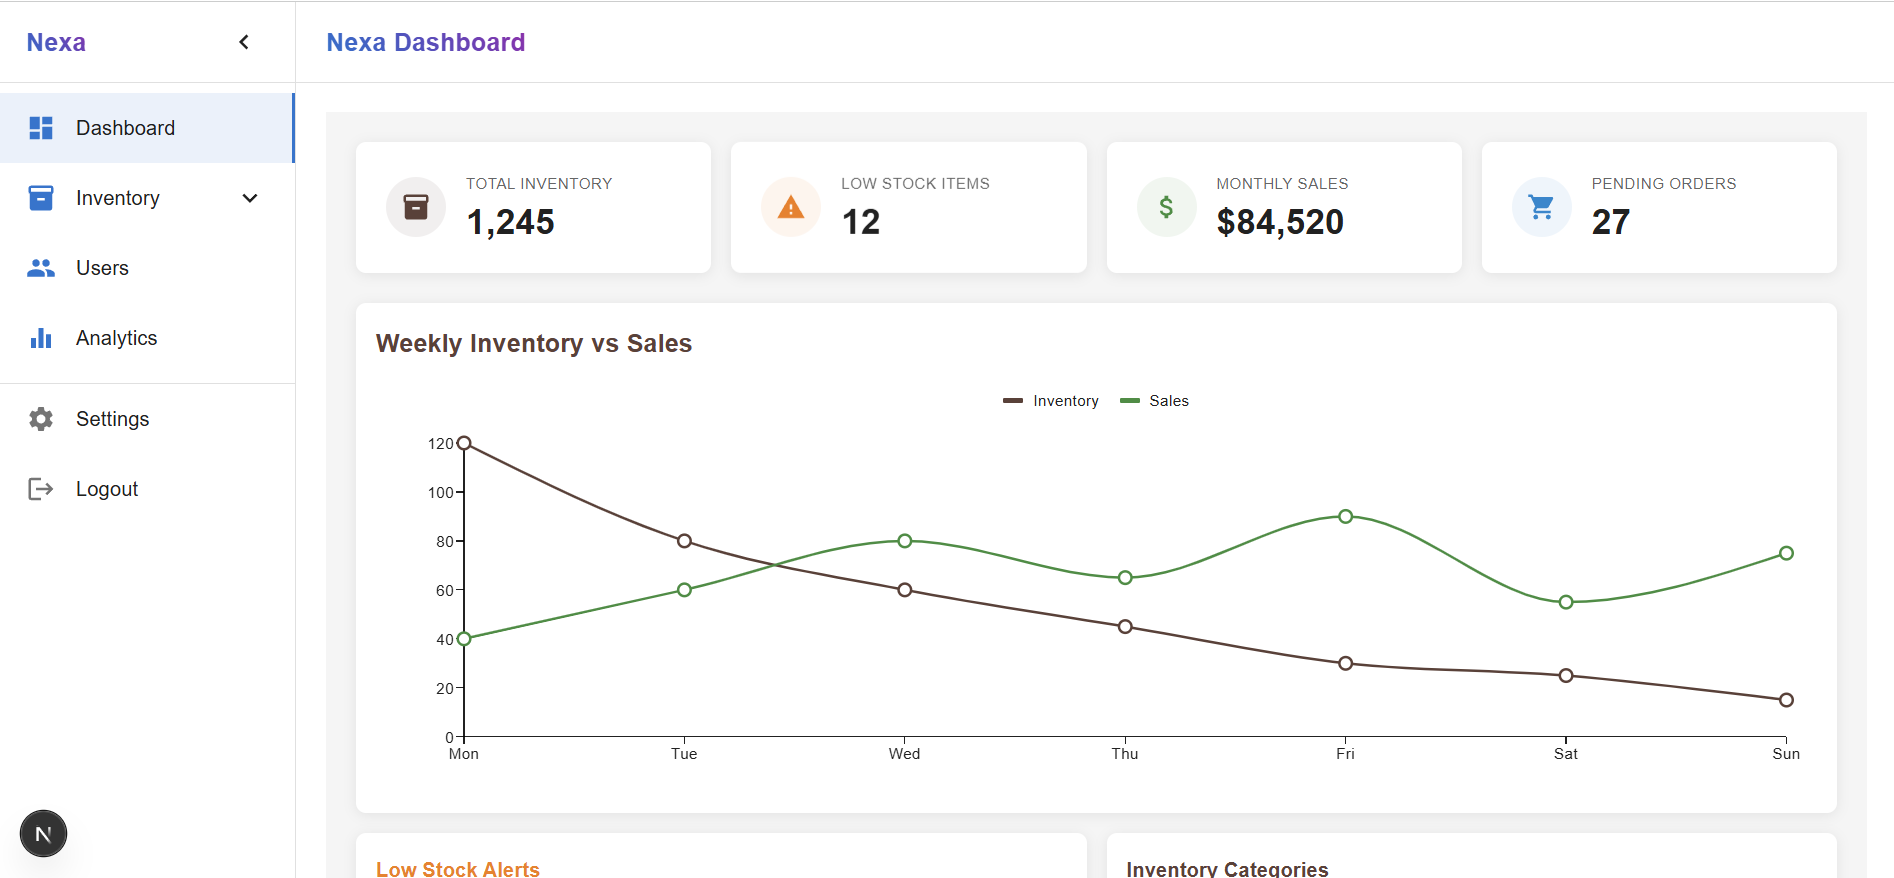 Nexa
Nexa Dashboard
Dashboard
Inventory
Users
Analytics
Settings
Logout
N
TOTAL INVENTORY
1,245
LOW STOCK ITEMS
12
MONTHLY SALES
$84,520
PENDING ORDERS
27
Weekly Inventory vs Sales
Inventory Sales
120
100
80
60
40
20
0
Mon Tue Wed Thu Fri Sat Sun
Low Stock Alerts
Inventory Categories